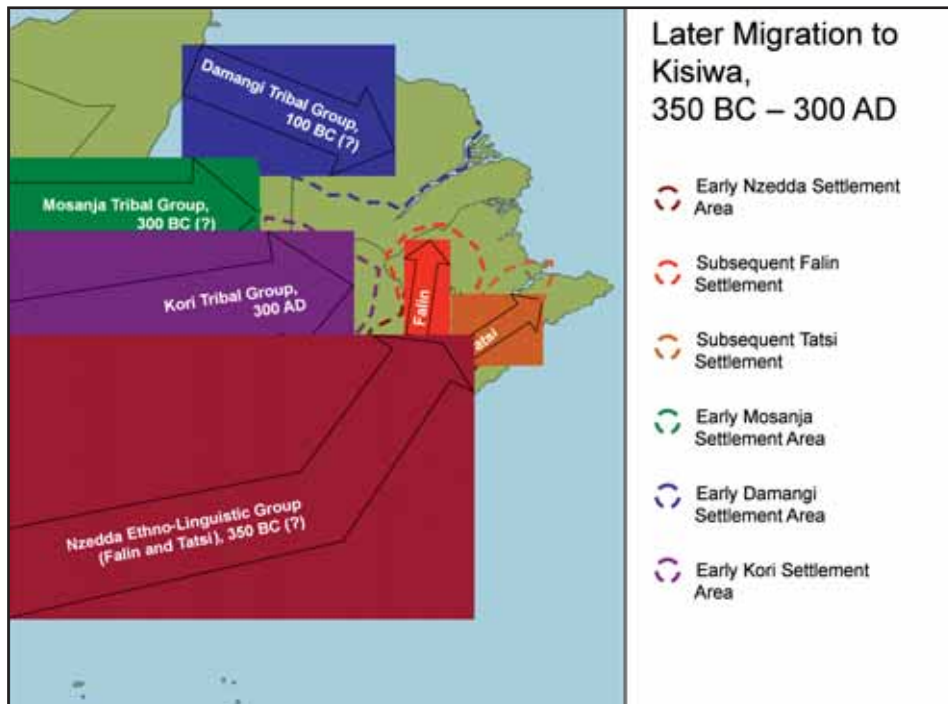 Damangi Tribal Group,
100 BC (?)
Mosanja Tribal Group,
300 BC (?)
Kori Tribal Group,
300 AD
Falin
atsi
Nzedda Ethno-Linguistic Group
(Falin and Tatsi), 350 BC (?)
Later Migration to
Kisiwa,
350 BC – 300 AD
Early Nzedda Settlement
Area
Subsequent Falin
Settlement
Subsequent Tatsi
Settlement
Early Mosanja
Settlement Area
Early Damangi
Settlement Area
Early Kori Settlement
Area